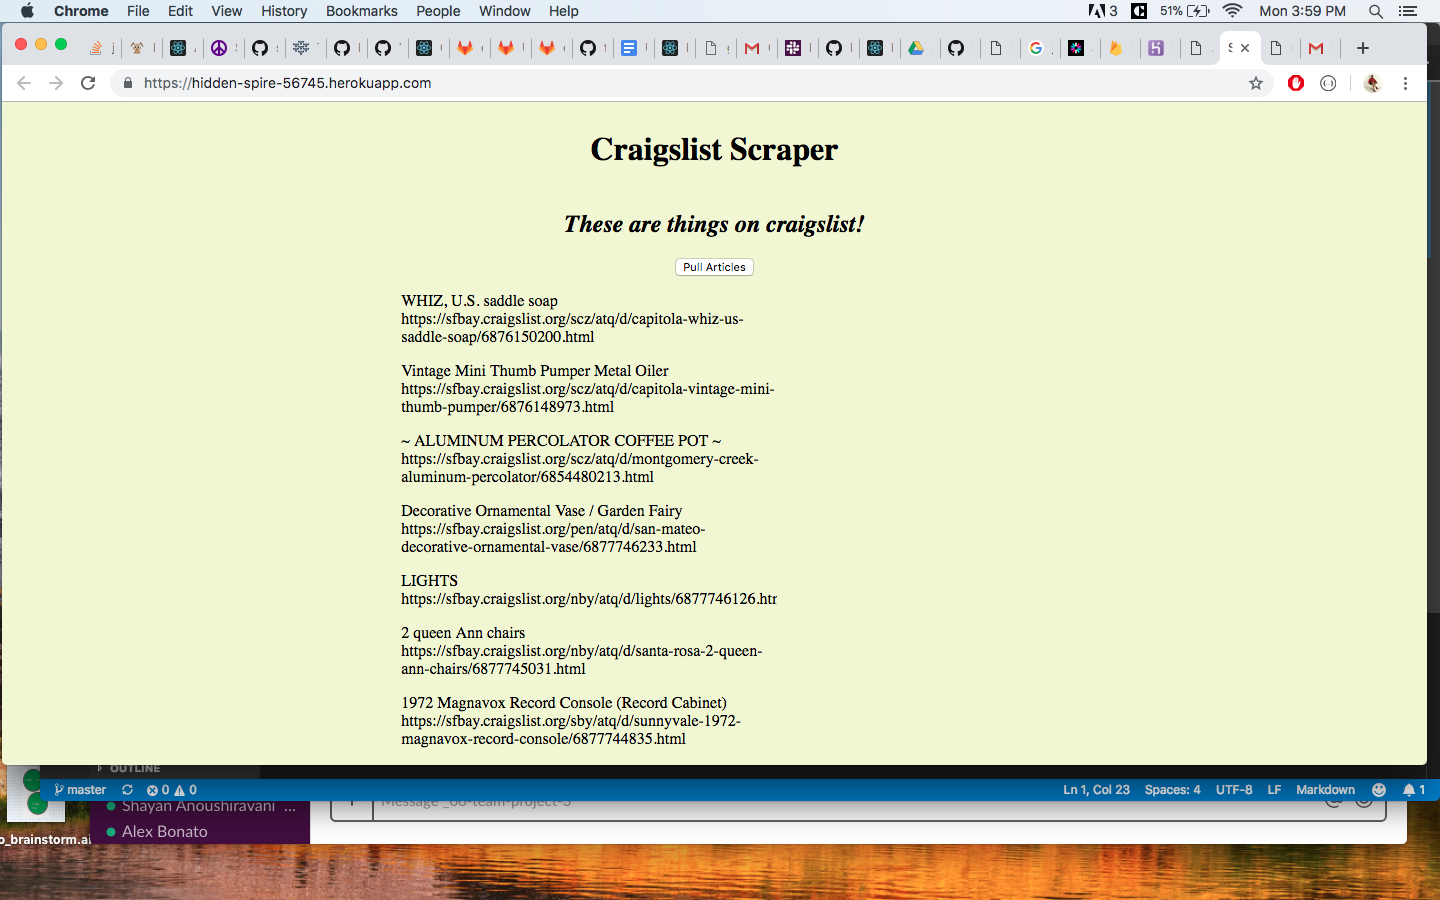 Chrome File Edit View History Bookmarks People Window Help 3 51% Mon 3:59 PM
https://hidden-spire-56745.herokuapp.com
Craigslist Scraper
These are things on craigslist!
Pull Articles
WHIZ, U.S. saddle soap
https://sfbay.craigslist.org/scz/atq/d/capitola-whiz-us-
saddle-soap/6876150200.html
Vintage Mini Thumb Pumper Metal Oiler
https://sfbay.craigslist.org/scz/atq/d/capitola-vintage-mini-
thumb-pumper/6876148973.html
~ ALUMINUM PERCOLATOR COFFEE POT ~
https://sfbay.craigslist.org/scz/atq/d/montgomery-creek-
aluminum-percolator/6854480213.html
Decorative Ornamental Vase / Garden Fairy
https://sfbay.craigslist.org/pen/atq/d/san-mateo-
decorative-ornamental-vase/6877746233.html
LIGHTS
https://sfbay.craigslist.org/nby/atq/d/lights/6877746126.htm
2 queen Ann chairs
https://sfbay.craigslist.org/nby/atq/d/santa-rosa-2-queen-
ann-chairs/6877745031.html
1972 Magnavox Record Console (Record Cabinet)
https://sfbay.craigslist.org/sby/atq/d/sunnyvale-1972-
magnavox-record-console/6877744835.html
OUTLINE
master 0 0 Ln 1, Col 23 Spaces: 4 UTF-8 LF Markdown 1
Shayan Anoushiravani ...
Message _06-team-project-3
Alex Bonato
o_brainstorm.ai